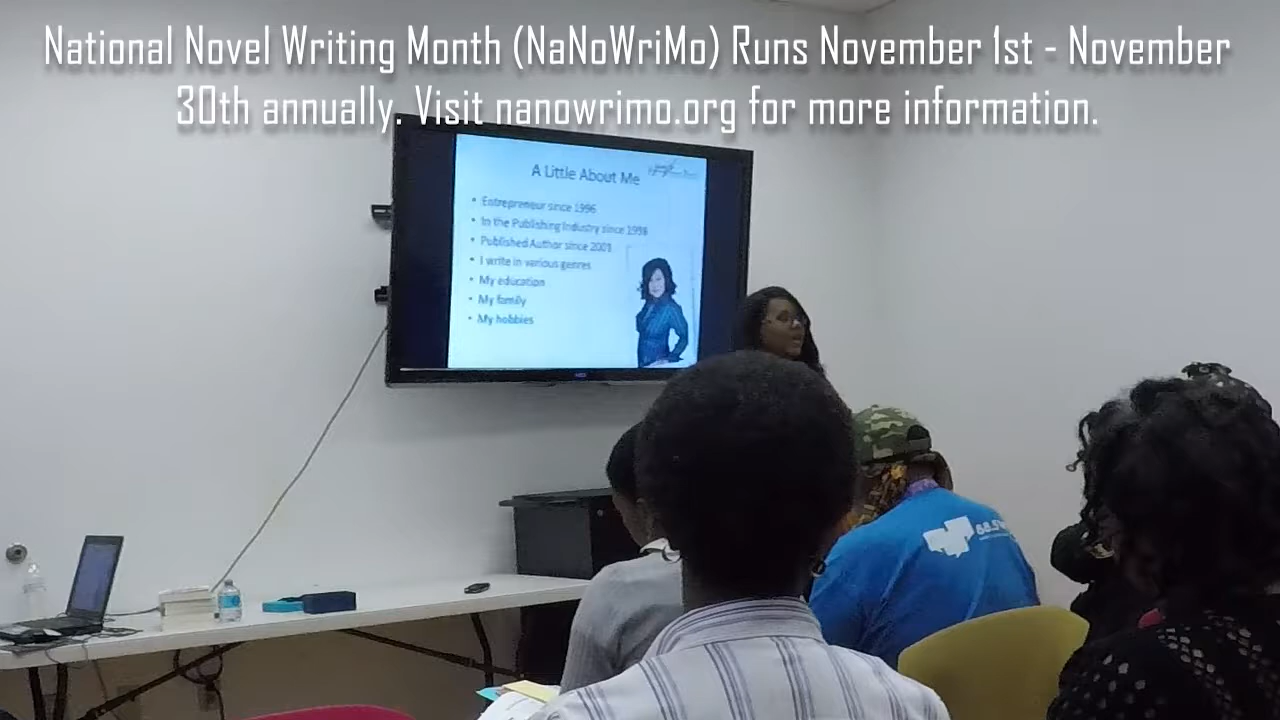 National Novel Writing Month (NaNoWriMo) Runs November 1st - November
30th annually. Visit nanowrimo.org for more information.
A Little About Me
• Entrepreneur since 1996
• In the Publishing Industry since 1998
• Published Author since 2001
• I write in various genres
• My education
• My family
• My hobbies